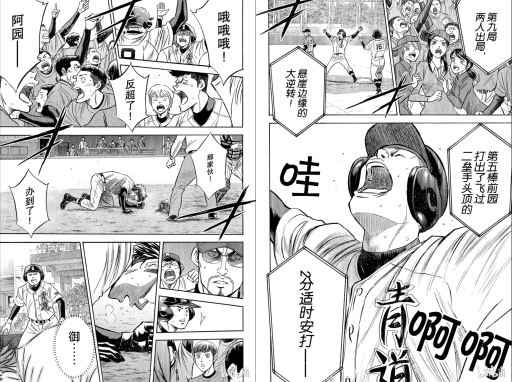 第九局
两人出局，
悬崖边缘的
大逆转！
第五棒前园
打出了飞过
二垒手头顶的
哇
2分适时安打——
青道
啊啊
哦哦哦！
阿园——
反超了！
那家伙！
办到了！
御…